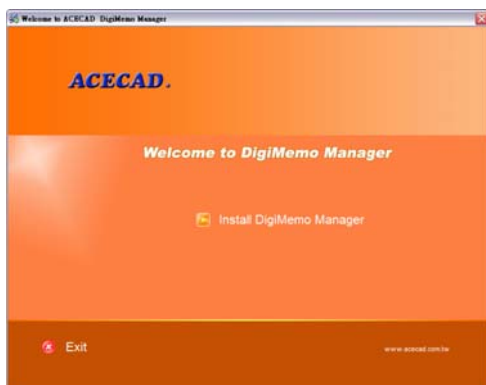 Welcome to ACECAD DigiMemo Manager
ACECAD.
Welcome to DigiMemo Manager
Install DigiMemo Manager
Exit
www.acecad.com.tw